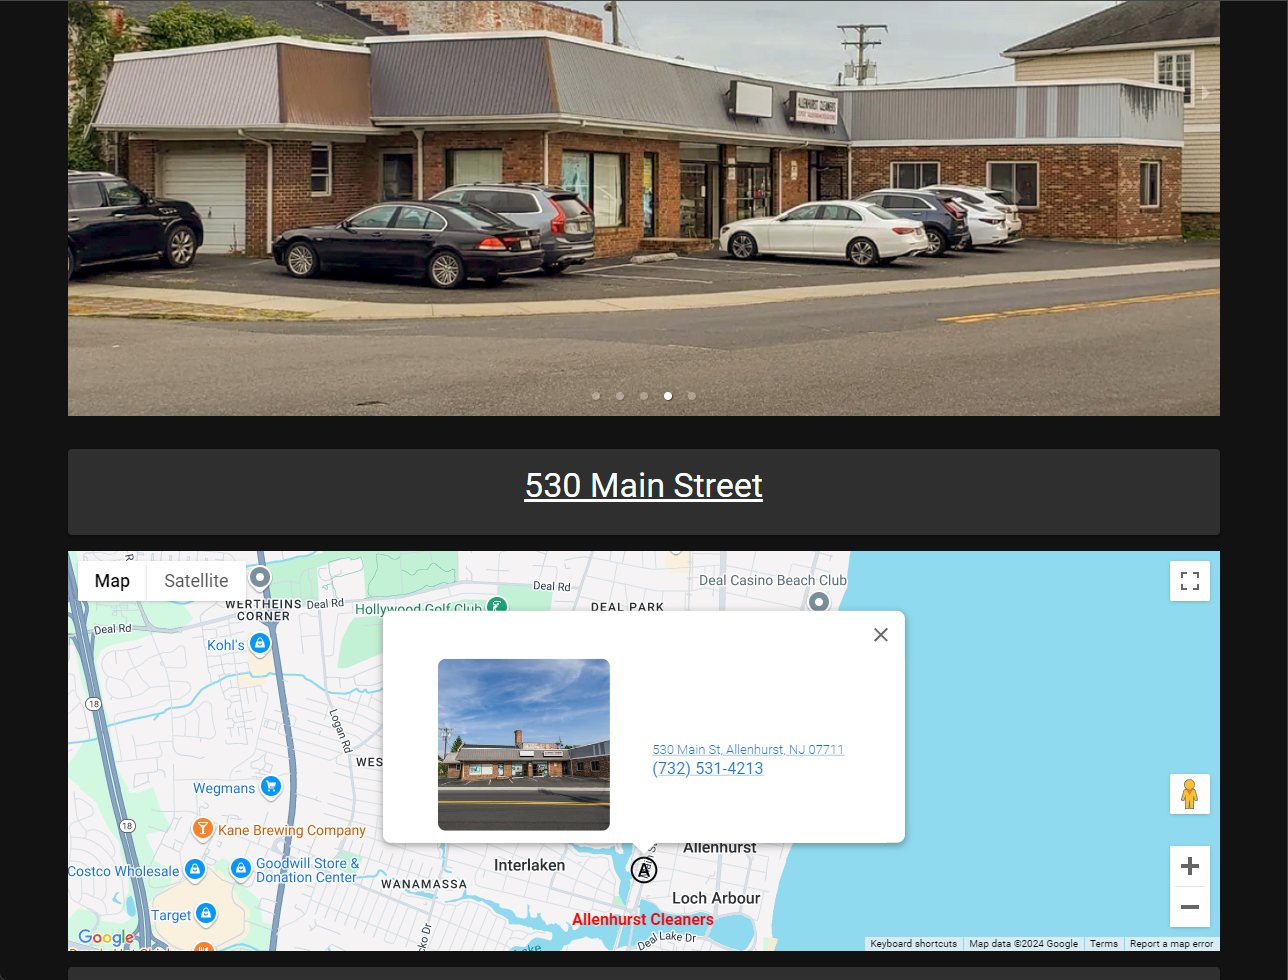 ALLENHURST CLEANERS
530 Main Street
Map
Satellite
Deal Rd
Deal Casino Beach Club
WERTHEINS
CORNER
Deal Rd
Hollywood Golf Club
DEAL PARK
Deal Rd
Kohl's
18
Logan Rd
530 Main St, Allenhurst, NJ 07711
(732) 531-4213
WES
Wegmans
18
Kane Brewing Company
Allenhurst
Costco Wholesale
Goodwill Store &
Donation Center
Interlaken
A
WANAMASSA
Loch Arbour
Target
Allenhurst Cleaners
Deal Lake Dr
Lake
Google
Keyboard shortcuts
Map data ©2024 Google
Terms
Report a map error